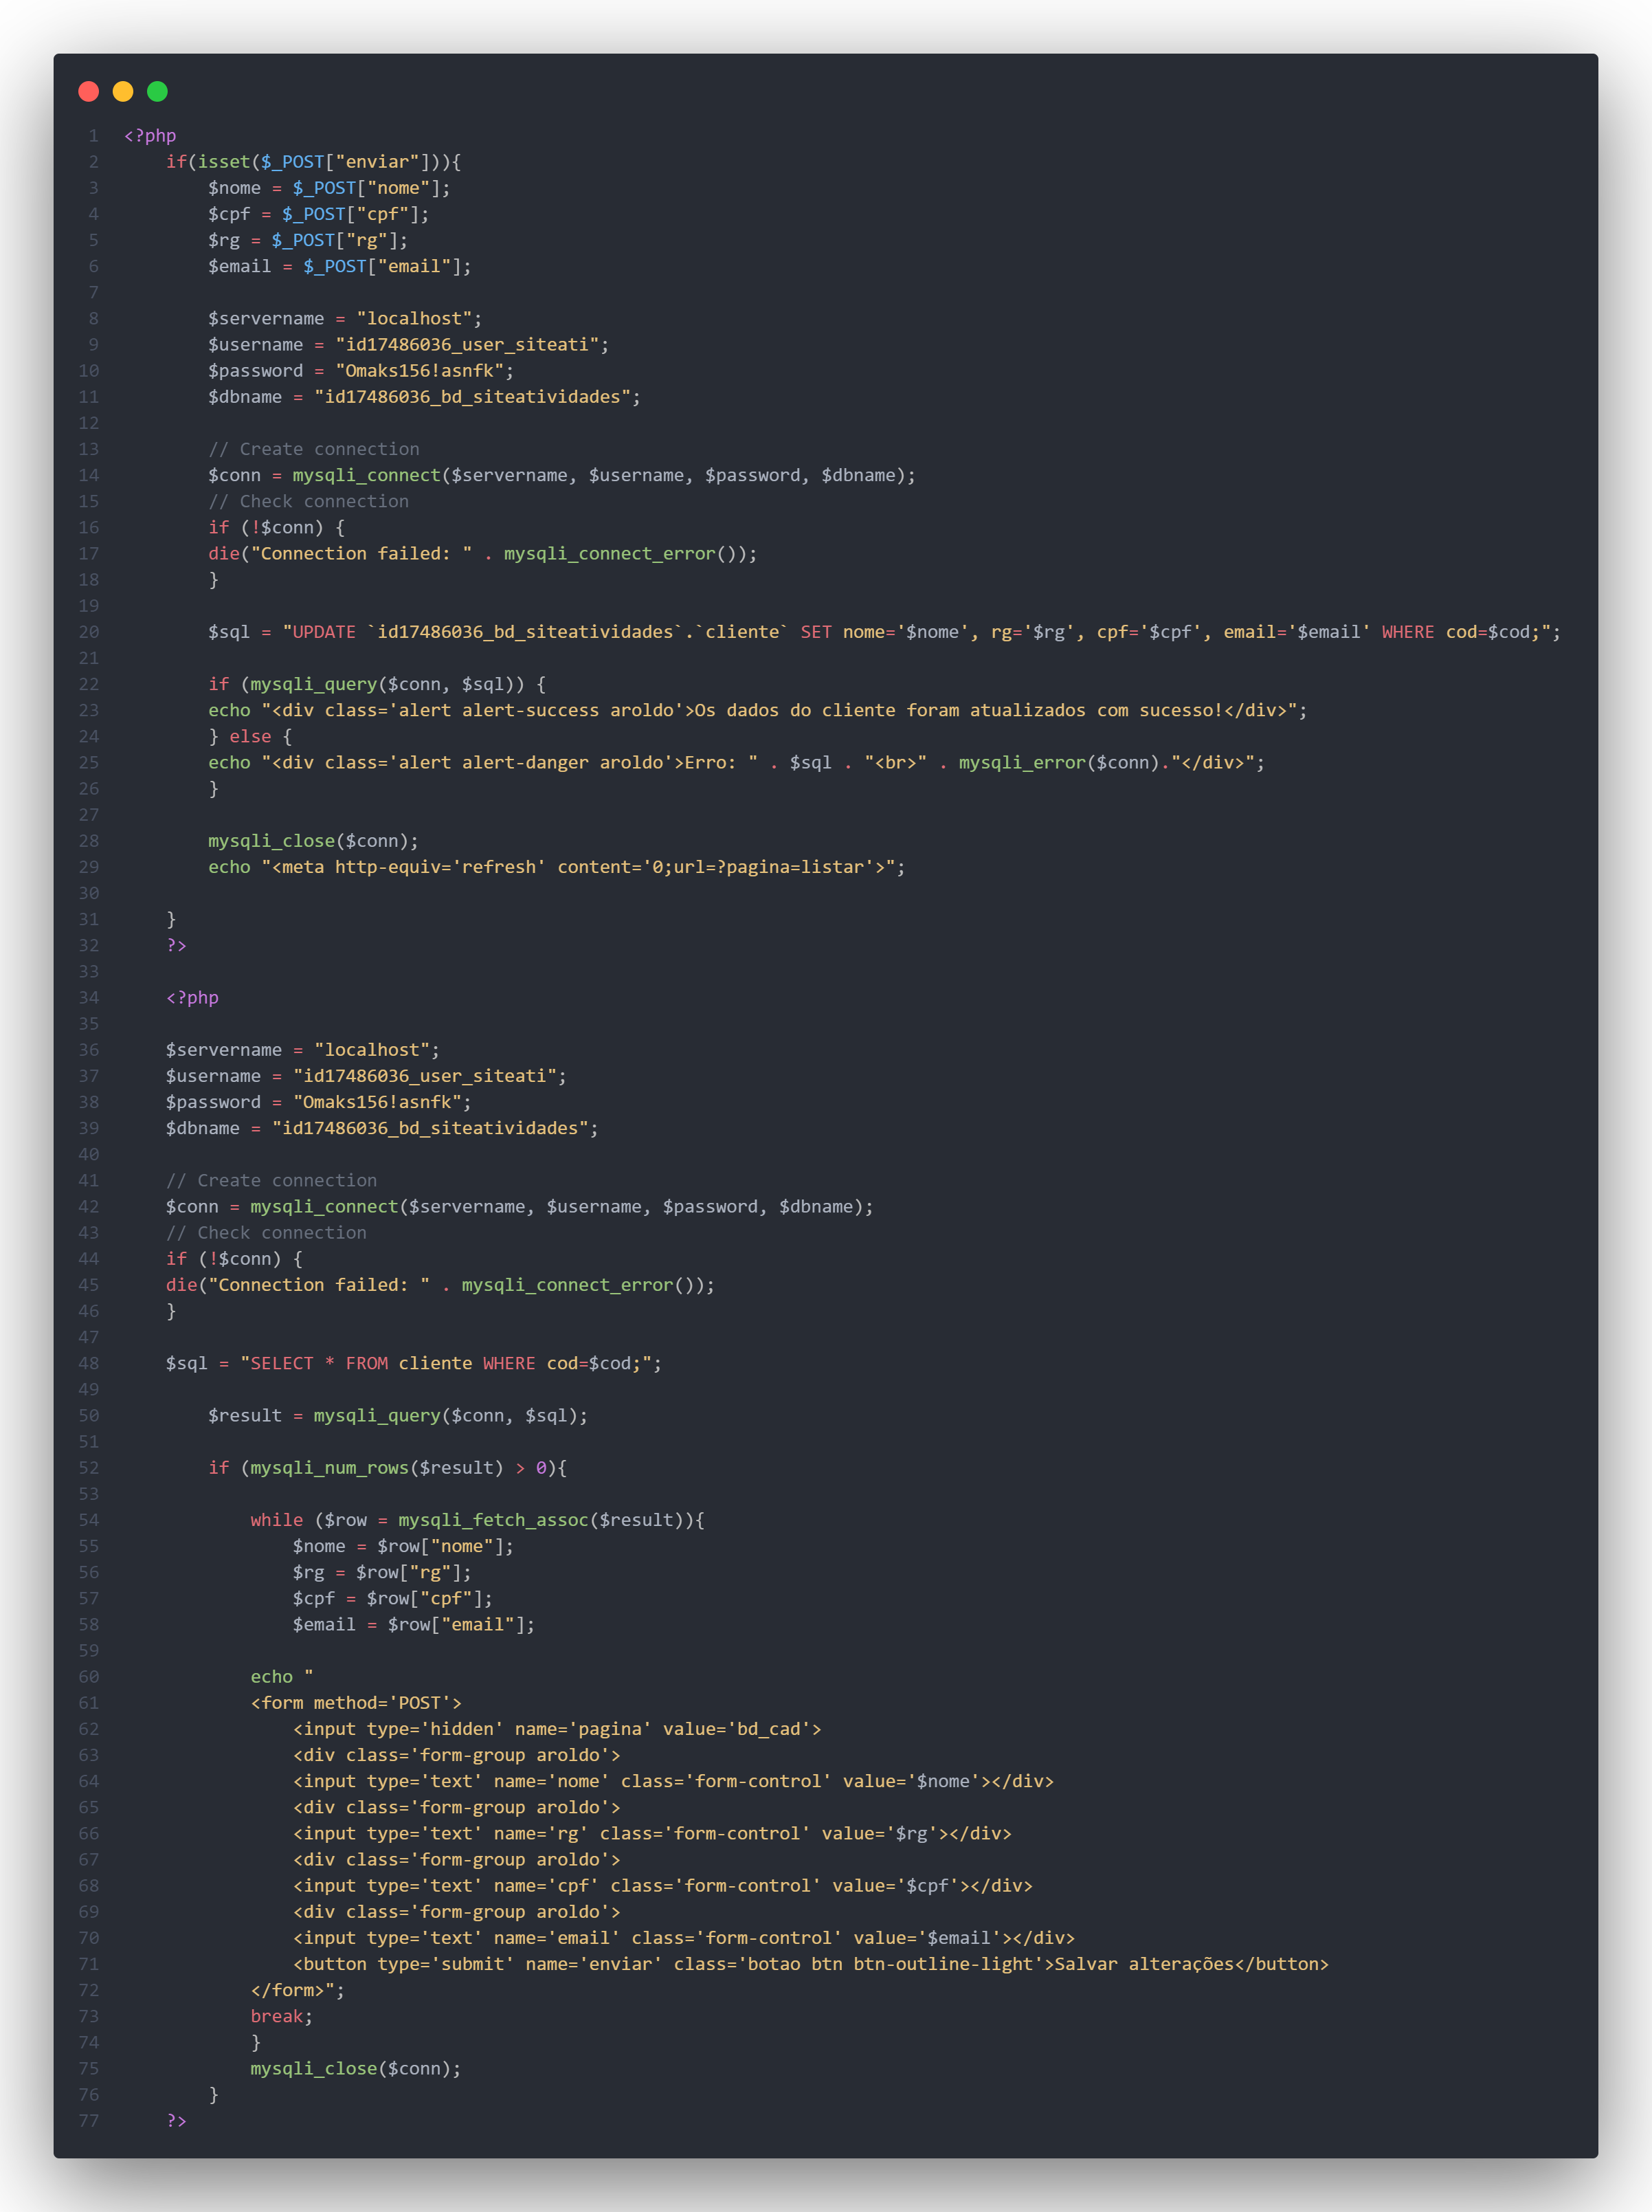 1 <?php
2     if(isset($_POST["enviar"])){
3         $nome = $_POST["nome"];
4         $cpf = $_POST["cpf"];
5         $rg = $_POST["rg"];
6         $email = $_POST["email"];
7
8         $servername = "localhost";
9         $username = "id17486036_user_siteati";
10         $password = "Omaks156!asnfk";
11         $dbname = "id17486036_bd_siteatividades";
12
13         // Create connection
14         $conn = mysqli_connect($servername, $username, $password, $dbname);
15         // Check connection
16         if (!$conn) {
17         die("Connection failed: " . mysqli_connect_error());
18         }
19
20         $sql = "UPDATE `id17486036_bd_siteatividades`.`cliente` SET nome='$nome', rg='$rg', cpf='$cpf', email='$email' WHERE cod=$cod;";
21
22         if (mysqli_query($conn, $sql)) {
23         echo "<div class='alert alert-success aroldo'>Os dados do cliente foram atualizados com sucesso!</div>";
24         } else {
25         echo "<div class='alert alert-danger aroldo'>Erro: " . $sql . "<br>" . mysqli_error($conn)."</div>";
26         }
27
28         mysqli_close($conn);
29         echo "<meta http-equiv='refresh' content='0;url=?pagina=listar'>";
30
31     }
32     ?>
33
34     <?php
35
36     $servername = "localhost";
37     $username = "id17486036_user_siteati";
38     $password = "Omaks156!asnfk";
39     $dbname = "id17486036_bd_siteatividades";
40
41     // Create connection
42     $conn = mysqli_connect($servername, $username, $password, $dbname);
43     // Check connection
44     if (!$conn) {
45     die("Connection failed: " . mysqli_connect_error());
46     }
47
48     $sql = "SELECT * FROM cliente WHERE cod=$cod;";
49
50         $result = mysqli_query($conn, $sql);
51
52         if (mysqli_num_rows($result) > 0){
53
54             while ($row = mysqli_fetch_assoc($result)){
55                 $nome = $row["nome"];
56                 $rg = $row["rg"];
57                 $cpf = $row["cpf"];
58                 $email = $row["email"];
59
60             echo "
61             <form method='POST'>
62                 <input type='hidden' name='pagina' value='bd_cad'>
63                 <div class='form-group aroldo'>
64                 <input type='text' name='nome' class='form-control' value='$nome'></div>
65                 <div class='form-group aroldo'>
66                 <input type='text' name='rg' class='form-control' value='$rg'></div>
67                 <div class='form-group aroldo'>
68                 <input type='text' name='cpf' class='form-control' value='$cpf'></div>
69                 <div class='form-group aroldo'>
70                 <input type='text' name='email' class='form-control' value='$email'></div>
71                 <button type='submit' name='enviar' class='botao btn btn-outline-light'>Salvar alterações</button>
72             </form>";
73             break;
74             }
75             mysqli_close($conn);
76         }
77     ?>